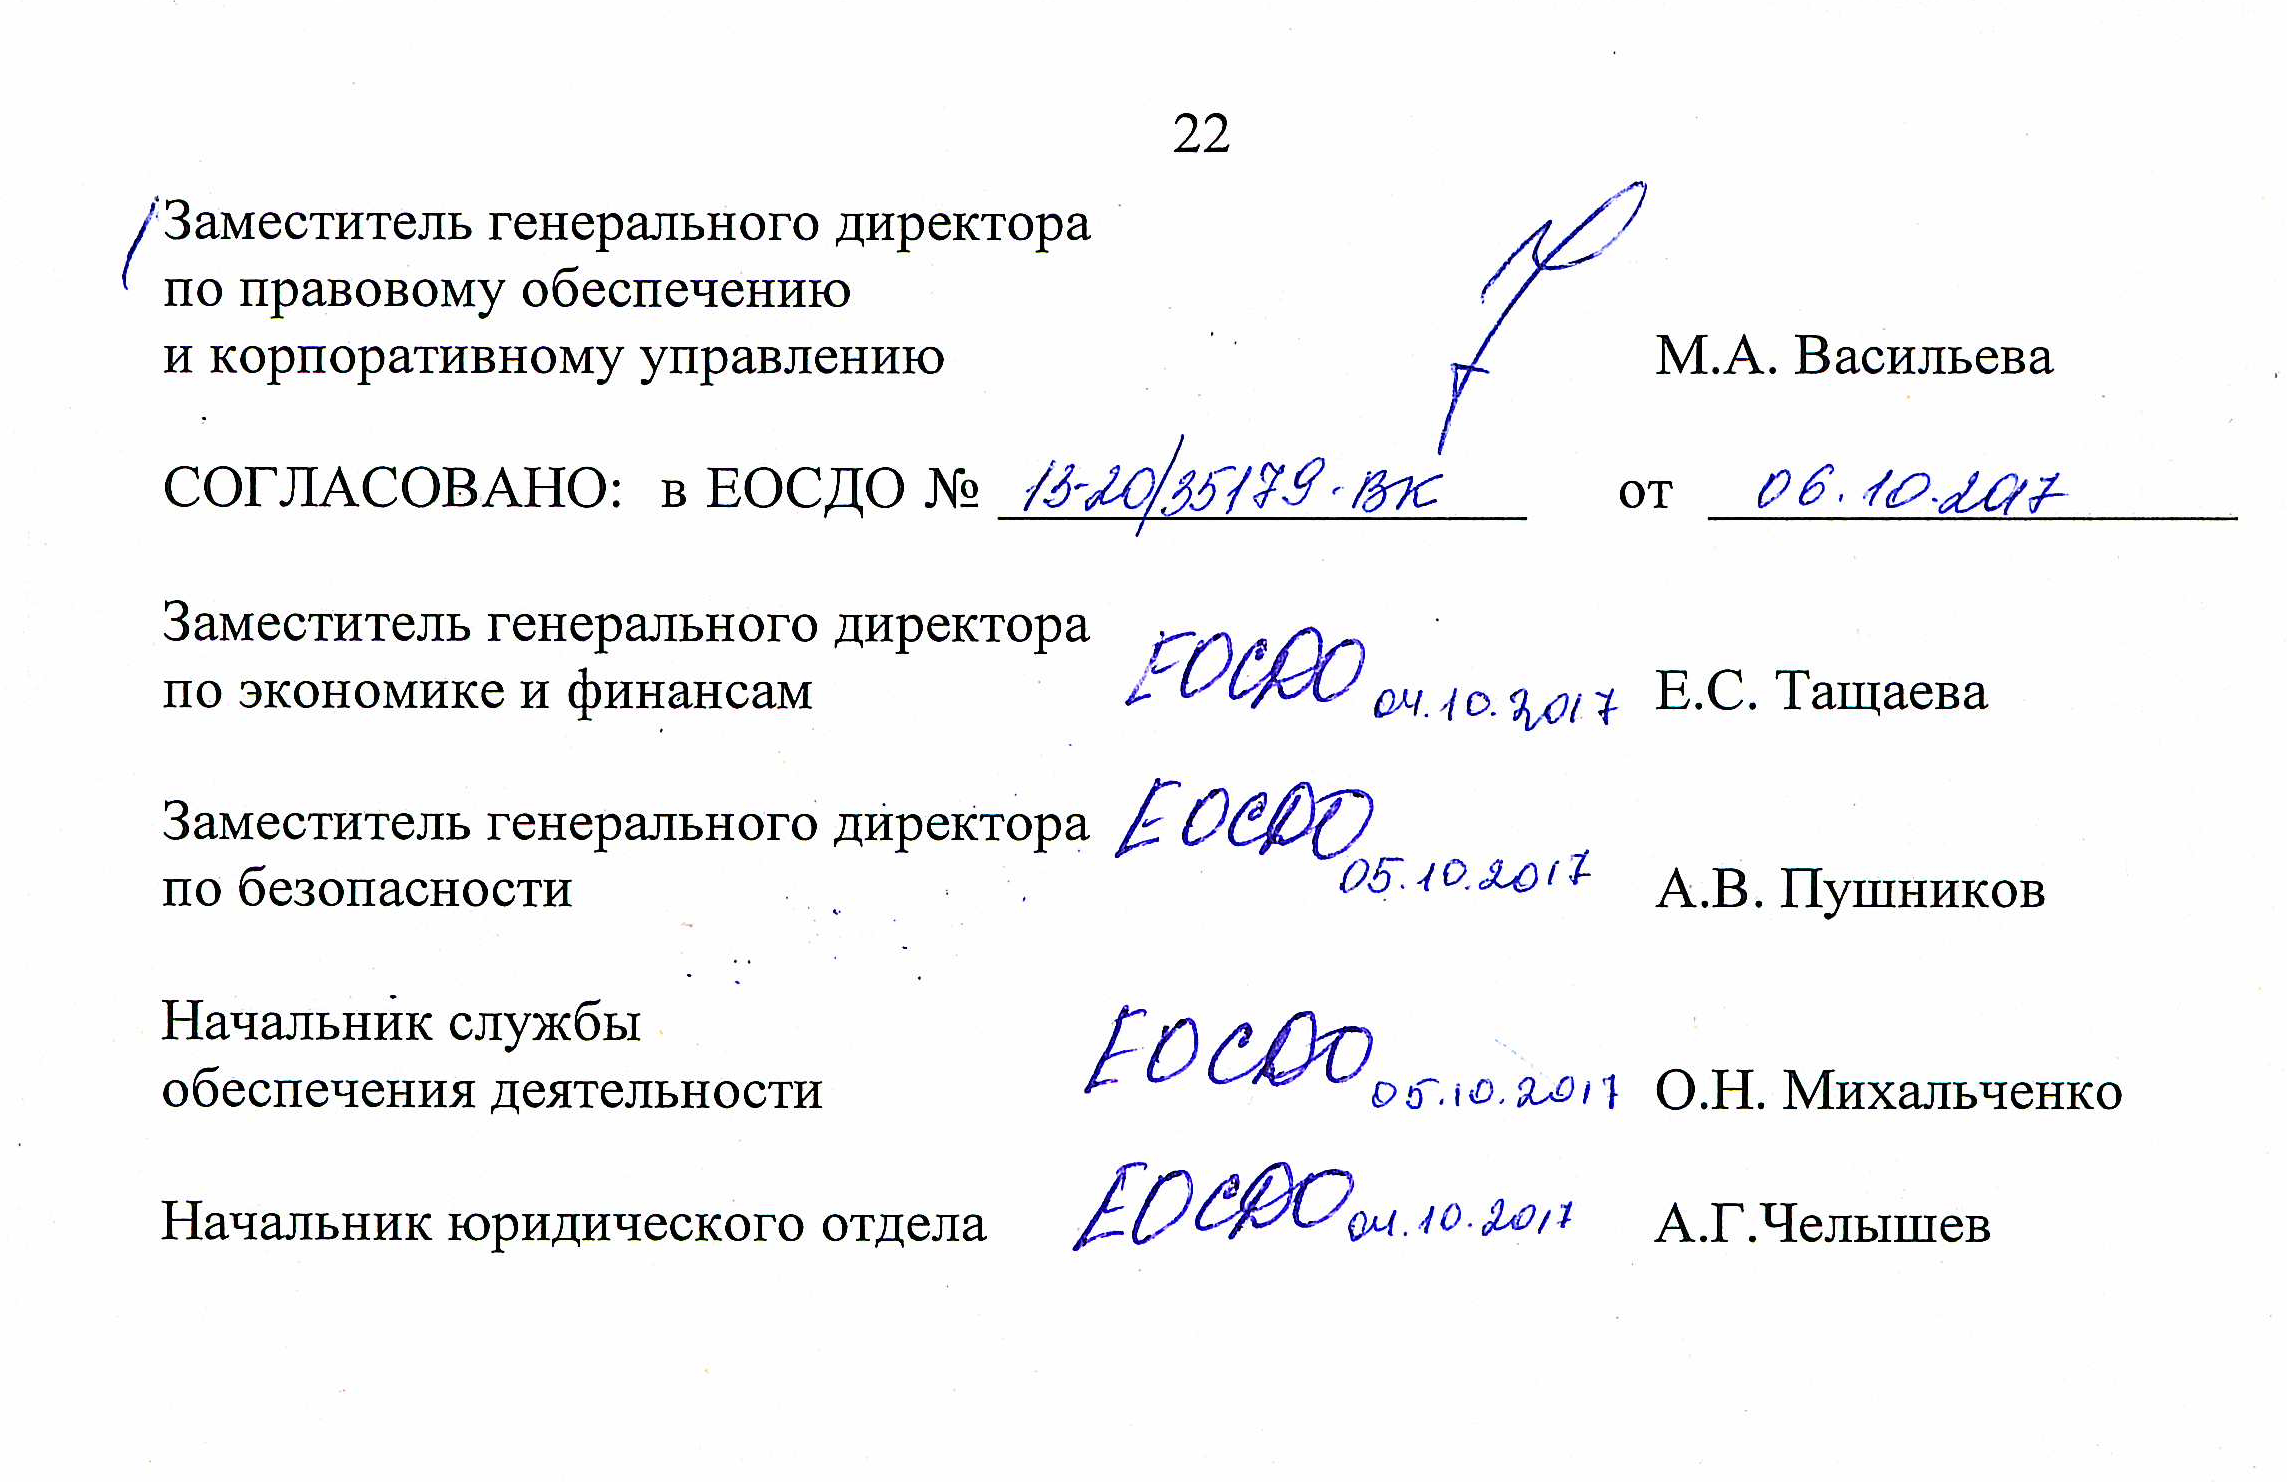 22
Заместитель генерального директора
по правовому обеспечению
и корпоративному управлению М.А. Васильева
СОГЛАСОВАНО: в ЕОСДО № 13-20/35179-ВК от 06.10.2017
Заместитель генерального директора
по экономике и финансам ЕОСДО 04.10.2017 Е.С. Тащаева
Заместитель генерального директора ЕОСДО
по безопасности 05.10.2017 А.В. Пушников
Начальник службы
обеспечения деятельности ЕОСДО 05.10.2017 О.Н. Михальченко
Начальник юридического отдела ЕОСДО 04.10.2017 А.Г.Челышев